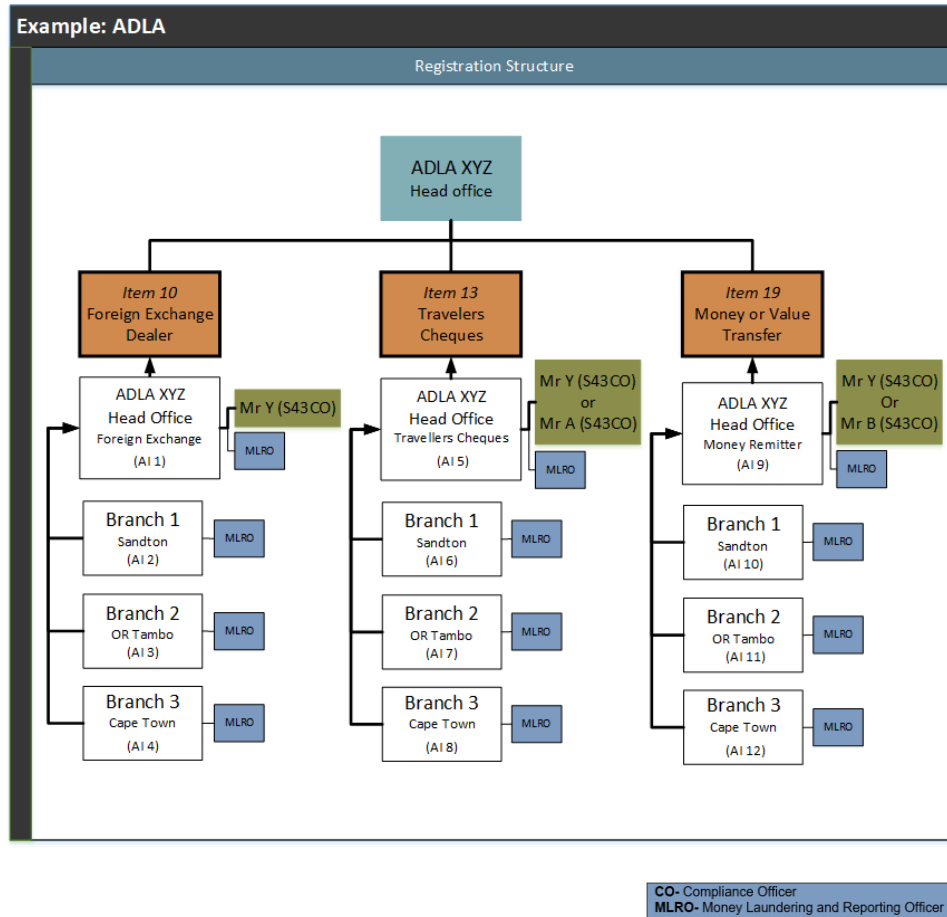 Example: ADLA
Registration Structure
ADLA XYZ
Head office
Item 10
Foreign Exchange
Dealer
Item 13
Travelers
Cheques
Item 19
Money or Value
Transfer
ADLA XYZ
Head Office
Foreign Exchange
(AI 1)
Mr Y (S43CO)
MLRO
Branch 1
Sandton
(AI 2)
MLRO
Branch 2
OR Tambo
(AI 3)
MLRO
Branch 3
Cape Town
(AI 4)
MLRO
ADLA XYZ
Head Office
Travellers Cheques
(AI 5)
Mr Y (S43CO)
or
Mr A (S43CO)
MLRO
Branch 1
Sandton
(AI 6)
MLRO
Branch 2
OR Tambo
(AI 7)
MLRO
Branch 3
Cape Town
(AI 8)
MLRO
ADLA XYZ
Head Office
Money Remitter
(AI 9)
Mr Y (S43CO)
Or
Mr B (S43CO)
MLRO
Branch 1
Sandton
(AI 10)
MLRO
Branch 2
OR Tambo
(AI 11)
MLRO
Branch 3
Cape Town
(AI 12)
MLRO
CO- Compliance Officer
MLRO- Money Laundering and Reporting Officer